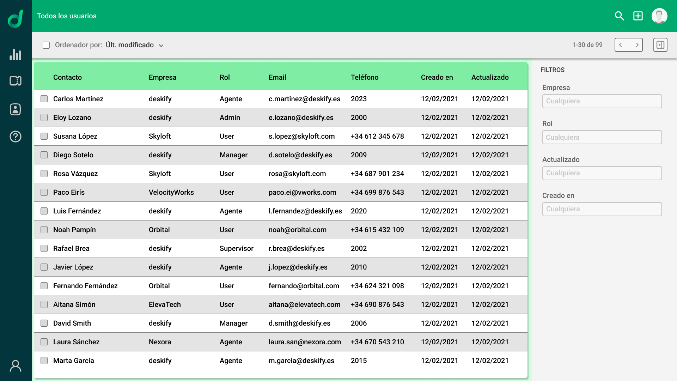 Todos los usuarios
Ordenador por: Últ. modificado
1-30 de 99
Contacto Empresa Rol Email Teléfono Creado en Actualizado
Carlos Martínez deskify Agente c.martinez@deskify.es 2023 12/02/2021 12/02/2021
Eloy Lozano deskify Admin e.lozano@deskify.es 2000 12/02/2021 12/02/2021
Susana López Skyloft User s.lopez@skyloft.com +34 612 345 678 12/02/2021 12/02/2021
Diego Sotelo deskify Manager d.sotelo@deskify.es 2009 12/02/2021 12/02/2021
Rosa Vázquez Skyloft User rosa@skyloft.com +34 687 901 234 12/02/2021 12/02/2021
Paco Eirís VelocityWorks User paco.ei@vworks.com +34 699 876 543 12/02/2021 12/02/2021
Luis Fernández deskify Agente l.fernandez@deskify.es 2020 12/02/2021 12/02/2021
Noah Pampín Orbital User noah@orbital.com +34 615 432 109 12/02/2021 12/02/2021
Rafael Brea deskify Supervisor r.brea@deskify.es 2002 12/02/2021 12/02/2021
Javier López deskify Agente j.lopez@deskify.es 2010 12/02/2021 12/02/2021
Fernando Fernández Orbital User fernando@orbital.com +34 624 321 098 12/02/2021 12/02/2021
Aitana Simón ElevaTech User aitana@elevatech.com +34 690 876 543 12/02/2021 12/02/2021
David Smith deskify Manager d.smith@deskify.es 2006 12/02/2021 12/02/2021
Laura Sánchez Nexora Agente laura.san@nexora.com +34 670 543 210 12/02/2021 12/02/2021
Marta García deskify Agente m.garcia@deskify.es 2015 12/02/2021 12/02/2021
FILTROS
Empresa
Cualquiera
Rol
Cualquiera
Actualizado
Cualquiera
Creado en
Cualquiera